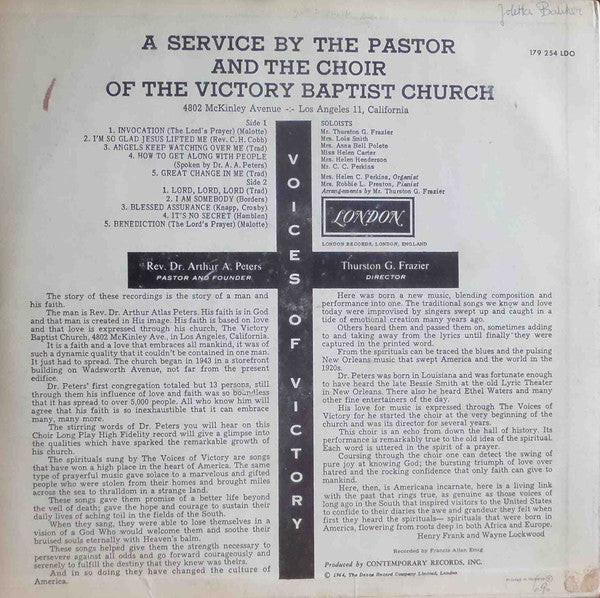 Joletta Baliker
179 254 LDO
A SERVICE BY THE PASTOR
AND THE CHOIR
OF THE VICTORY BAPTIST CHURCH
4802 McKinley Avenue -:- Los Angeles 11, California
Side 1
1. INVOCATION (The Lord's Prayer) (Malotte)
2. I'M SO GLAD JESUS LIFTED ME (Rev. C. H. Cobb)
3. ANGELS KEEP WATCHING OVER ME (Trad)
4. HOW TO GET ALONG WITH PEOPLE
(Spoken by Dr. A. A. Peters)
5. GREAT CHANGE IN ME (Trad)
Side 2
1. LORD, LORD, LORD (Trad)
2. I AM SOMEBODY (Borders)
3. BLESSED ASSURANCE (Knapp, Crosby)
4. IT'S NO SECRET (Hamblen)
5. BENEDICTION (The Lord's Prayer) (Malotte)
SOLOISTS
Mr. Thurston G. Frazier
Mrs. Lois Smith
Mrs. Anna Bell Polete
Miss Helen Carter
Mrs. Helen Henderson
Mr. C. C. Perkins
Mrs. Helen C. Perkins, Organist
Mrs. Robbie L. Preston, Pianist
Arrangements by Mr. Thurston G. Frazier
LONDON
LONDON RECORDS, LONDON, ENGLAND
VOICES OF VICTORY
Rev. Dr. Arthur A. Peters
PASTOR AND FOUNDER
Thurston G. Frazier
DIRECTOR
The story of these recordings is the story of a man and
his faith.
The man is Rev. Dr. Arthur Atlas Peters. His faith is in God
and that man is created in His image. His faith is based on love
and that love is expressed through his church, The Victory
Baptist Church, 4802 McKinley Ave., in Los Angeles, California.
It is a faith and a love that embraces all mankind, it was of
such a dynamic quality that it couldn't be contained in one man.
It just had to spread. The church began in 1943 in a storefront
building on Wadsworth Avenue, not far from the present
edifice.
Dr. Peters' first congregation totaled but 13 persons, still
through them his influence of love and faith was so boundless
that it has spread to over 5,000 people. All who know him will
agree that his faith is so inexhaustible that it can embrace
many, many more.
The stirring words of Dr. Peters you will hear on this
Choir Long Play High Fidelity record will give a glimpse into
the qualities which have sparked the remarkable growth of
his church.
The spirituals sung by The Voices of Victory are songs
that have won a high place in the heart of America. The same
type of prayerful music gave solace to a marvelous and gifted
people who were stolen from their homes and brought miles
across the sea to thralldom in a strange land.
These songs gave them promise of a better life beyond
the veil of death; gave the hope and courage to sustain their
daily lives of aching toil in the fields of the South.
When they sang, they were able to lose themselves in a
vision of a God Who would welcome them and soothe their
bruised souls eternally with Heaven's balm.
These songs helped give them the strength necessary to
persevere against all odds and go forward courageously and
serenely to fulfill the destiny that they knew was theirs.
And in so doing they have changed the culture of
America.
Here was born a new music, blending composition and
performance into one. The traditional songs we know and love
today were improvised by singers swept up and caught in a
tide of emotional creation many years ago.
Others heard them and passed them on, sometimes adding
to and taking away from the lyrics until finally they were
captured in the printed word.
From the spirituals can be traced the blues and the pulsing
New Orleans music that swept America and the world in the
1920s.
Dr. Peters was born in Louisiana and was fortunate enough
to have heard the late Bessie Smith at the old Lyric Theater
in New Orleans. There also he heard Ethel Waters and many
other fine entertainers of the day.
His love for music is expressed through The Voices of
Victory for he started the choir at the very beginning of the
church and was its director for several years.
This choir is an echo from down the hall of history. Its
performance is remarkably true to the old idea of the spiritual.
Each word is uttered in the spirit of a prayer.
Coursing through the choir one can detect the swing of
pure joy at knowing God; the bursting triumph of love over
hatred and the rocking confidence that only faith can give to
mankind.
Here, then, is Americana incarnate, here is a living link
with the past that rings true, as genuine as those voices of
long ago in the South that inspired visitors to the United States
to confide to their diaries the awe and grandeur they felt when
first they heard the spirituals— spirituals that were born in
America, flowering from roots deep in both Africa and Europe.
Henry Frank and Wayne Lockwood
Recorded by Francis Allan Essig
Produced by CONTEMPORARY RECORDS, INC.
© 1964, The Decca Record Company Limited, London